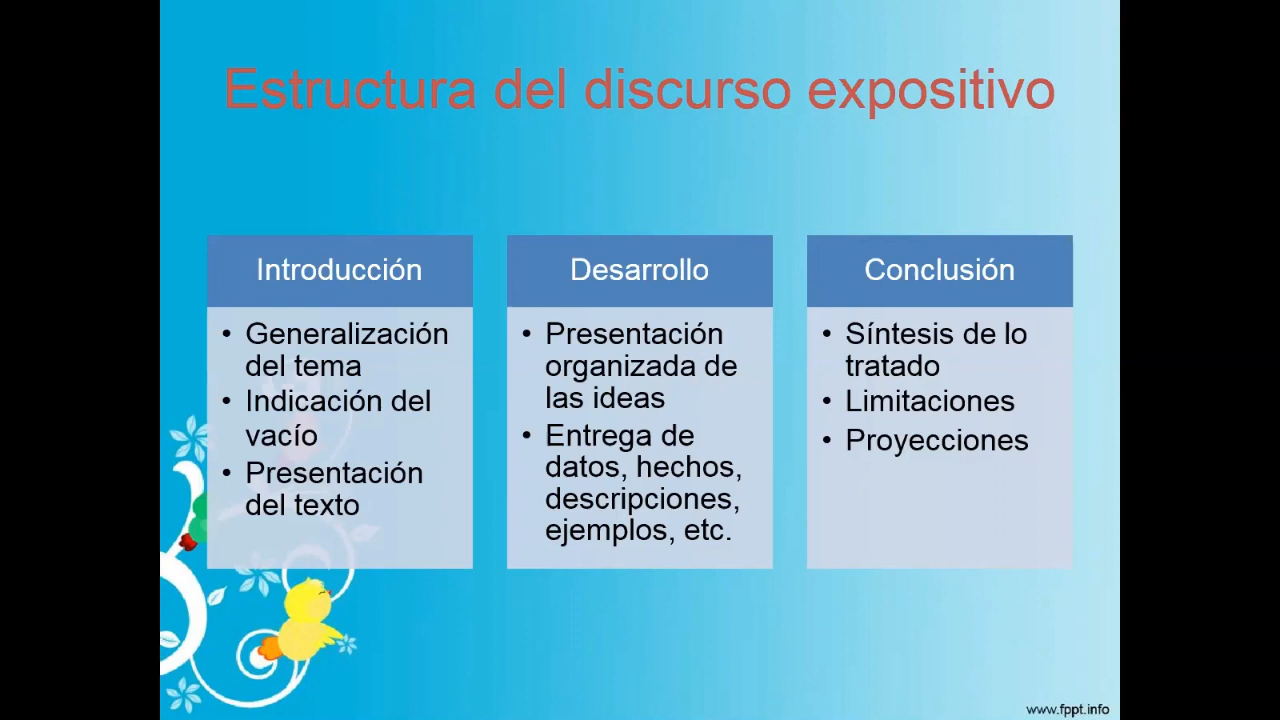 Estructura del discurso expositivo
Introducción
• Generalización
del tema
• Indicación del
vacío
• Presentación
del texto
Desarrollo
• Presentación
organizada de
las ideas
• Entrega de
datos, hechos,
descripciones,
ejemplos, etc.
Conclusión
• Síntesis de lo
tratado
• Limitaciones
• Proyecciones
www.fppt.info